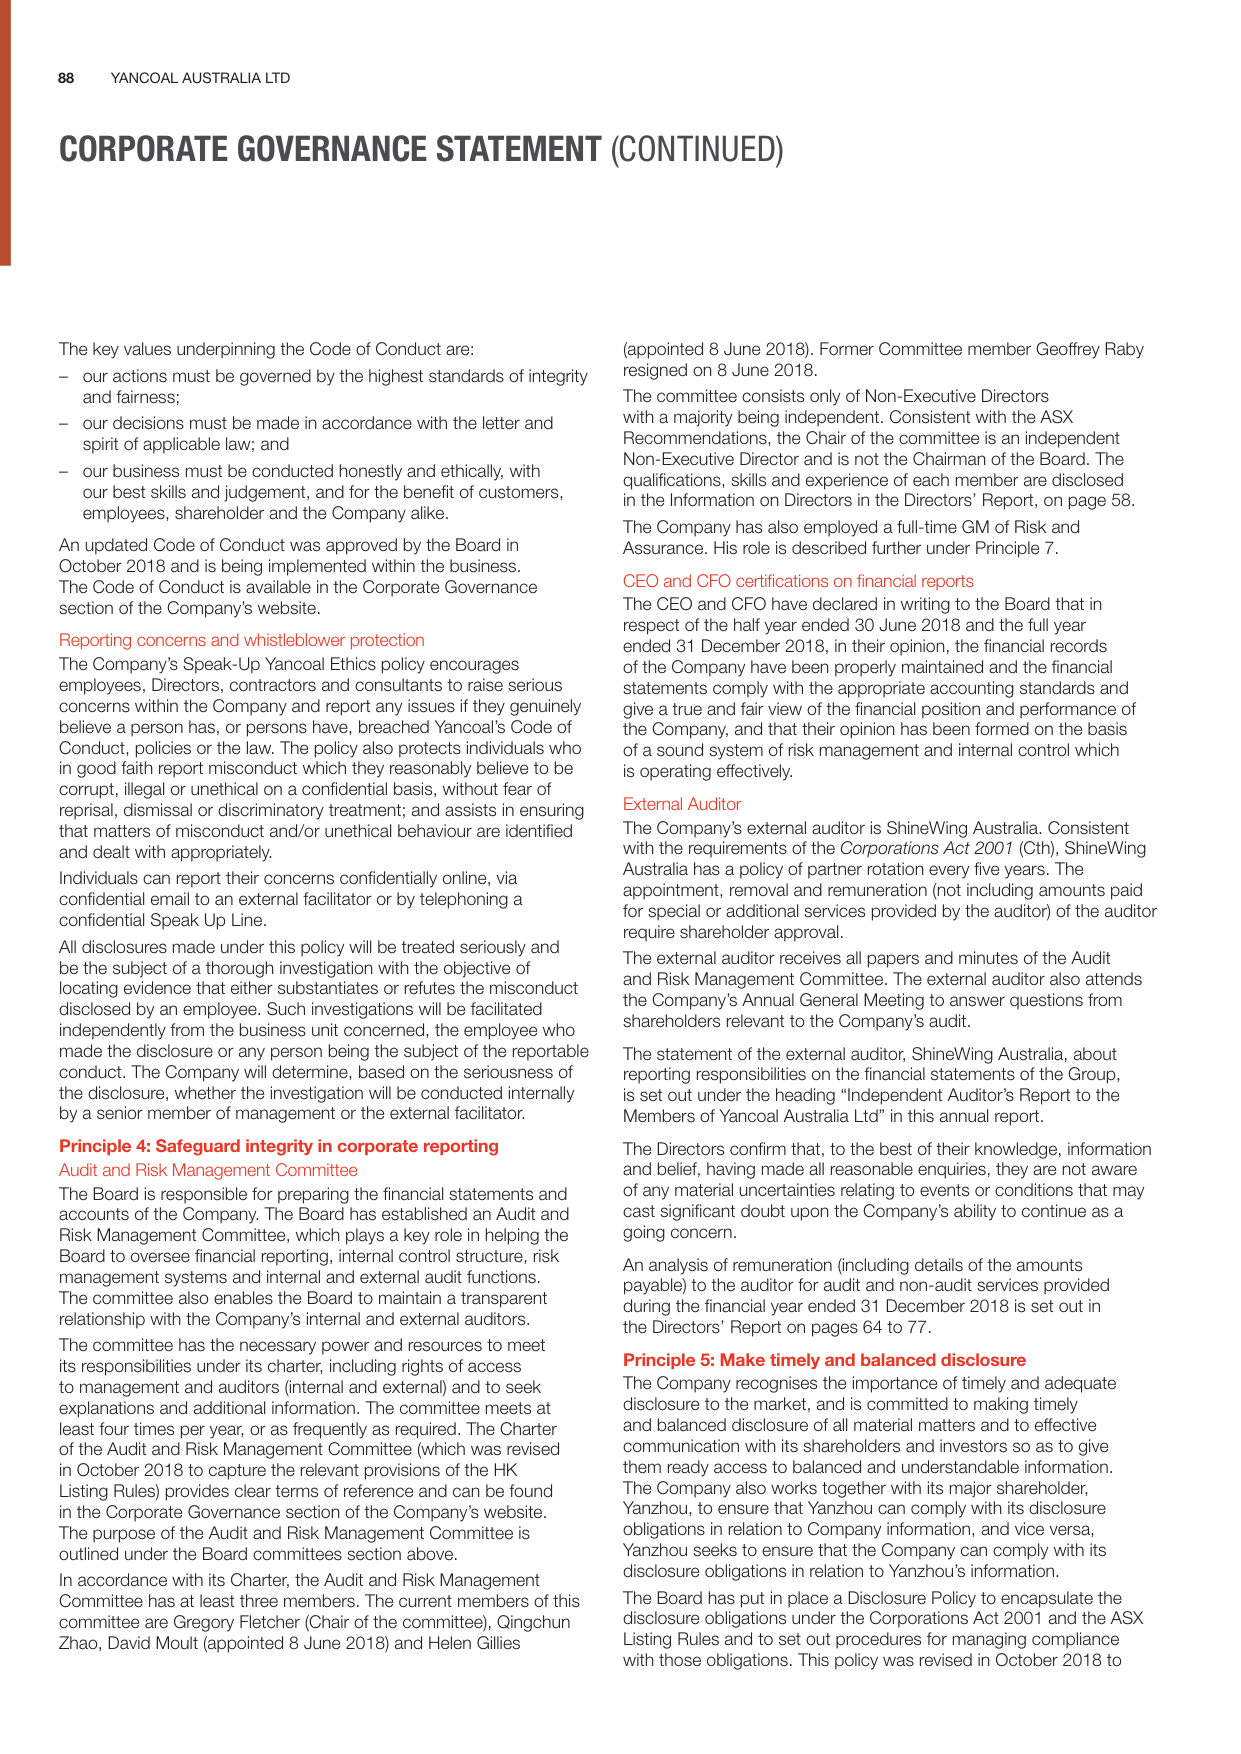 88 YANCOAL AUSTRALIA LTD
CORPORATE GOVERNANCE STATEMENT (CONTINUED)
The key values underpinning the Code of Conduct are:
– our actions must be governed by the highest standards of integrity
and fairness;
– our decisions must be made in accordance with the letter and
spirit of applicable law; and
– our business must be conducted honestly and ethically, with
our best skills and judgement, and for the benefit of customers,
employees, shareholder and the Company alike.
An updated Code of Conduct was approved by the Board in
October 2018 and is being implemented within the business.
The Code of Conduct is available in the Corporate Governance
section of the Company’s website.
Reporting concerns and whistleblower protection
The Company’s Speak-Up Yancoal Ethics policy encourages
employees, Directors, contractors and consultants to raise serious
concerns within the Company and report any issues if they genuinely
believe a person has, or persons have, breached Yancoal’s Code of
Conduct, policies or the law. The policy also protects individuals who
in good faith report misconduct which they reasonably believe to be
corrupt, illegal or unethical on a confidential basis, without fear of
reprisal, dismissal or discriminatory treatment; and assists in ensuring
that matters of misconduct and/or unethical behaviour are identified
and dealt with appropriately.
Individuals can report their concerns confidentially online, via
confidential email to an external facilitator or by telephoning a
confidential Speak Up Line.
All disclosures made under this policy will be treated seriously and
be the subject of a thorough investigation with the objective of
locating evidence that either substantiates or refutes the misconduct
disclosed by an employee. Such investigations will be facilitated
independently from the business unit concerned, the employee who
made the disclosure or any person being the subject of the reportable
conduct. The Company will determine, based on the seriousness of
the disclosure, whether the investigation will be conducted internally
by a senior member of management or the external facilitator.
Principle 4: Safeguard integrity in corporate reporting
Audit and Risk Management Committee
The Board is responsible for preparing the financial statements and
accounts of the Company. The Board has established an Audit and
Risk Management Committee, which plays a key role in helping the
Board to oversee financial reporting, internal control structure, risk
management systems and internal and external audit functions.
The committee also enables the Board to maintain a transparent
relationship with the Company’s internal and external auditors.
The committee has the necessary power and resources to meet
its responsibilities under its charter, including rights of access
to management and auditors (internal and external) and to seek
explanations and additional information. The committee meets at
least four times per year, or as frequently as required. The Charter
of the Audit and Risk Management Committee (which was revised
in October 2018 to capture the relevant provisions of the HK
Listing Rules) provides clear terms of reference and can be found
in the Corporate Governance section of the Company’s website.
The purpose of the Audit and Risk Management Committee is
outlined under the Board committees section above.
In accordance with its Charter, the Audit and Risk Management
Committee has at least three members. The current members of this
committee are Gregory Fletcher (Chair of the committee), Qingchun
Zhao, David Moult (appointed 8 June 2018) and Helen Gillies
(appointed 8 June 2018). Former Committee member Geoffrey Raby
resigned on 8 June 2018.
The committee consists only of Non-Executive Directors
with a majority being independent. Consistent with the ASX
Recommendations, the Chair of the committee is an independent
Non-Executive Director and is not the Chairman of the Board. The
qualifications, skills and experience of each member are disclosed
in the Information on Directors in the Directors’ Report, on page 58.
The Company has also employed a full-time GM of Risk and
Assurance. His role is described further under Principle 7.
CEO and CFO certifications on financial reports
The CEO and CFO have declared in writing to the Board that in
respect of the half year ended 30 June 2018 and the full year
ended 31 December 2018, in their opinion, the financial records
of the Company have been properly maintained and the financial
statements comply with the appropriate accounting standards and
give a true and fair view of the financial position and performance of
the Company, and that their opinion has been formed on the basis
of a sound system of risk management and internal control which
is operating effectively.
External Auditor
The Company’s external auditor is ShineWing Australia. Consistent
with the requirements of the Corporations Act 2001 (Cth), ShineWing
Australia has a policy of partner rotation every five years. The
appointment, removal and remuneration (not including amounts paid
for special or additional services provided by the auditor) of the auditor
require shareholder approval.
The external auditor receives all papers and minutes of the Audit
and Risk Management Committee. The external auditor also attends
the Company’s Annual General Meeting to answer questions from
shareholders relevant to the Company’s audit.
The statement of the external auditor, ShineWing Australia, about
reporting responsibilities on the financial statements of the Group,
is set out under the heading “Independent Auditor’s Report to the
Members of Yancoal Australia Ltd” in this annual report.
The Directors confirm that, to the best of their knowledge, information
and belief, having made all reasonable enquiries, they are not aware
of any material uncertainties relating to events or conditions that may
cast significant doubt upon the Company’s ability to continue as a
going concern.
An analysis of remuneration (including details of the amounts
payable) to the auditor for audit and non-audit services provided
during the financial year ended 31 December 2018 is set out in
the Directors’ Report on pages 64 to 77.
Principle 5: Make timely and balanced disclosure
The Company recognises the importance of timely and adequate
disclosure to the market, and is committed to making timely
and balanced disclosure of all material matters and to effective
communication with its shareholders and investors so as to give
them ready access to balanced and understandable information.
The Company also works together with its major shareholder,
Yanzhou, to ensure that Yanzhou can comply with its disclosure
obligations in relation to Company information, and vice versa,
Yanzhou seeks to ensure that the Company can comply with its
disclosure obligations in relation to Yanzhou’s information.
The Board has put in place a Disclosure Policy to encapsulate the
disclosure obligations under the Corporations Act 2001 and the ASX
Listing Rules and to set out procedures for managing compliance
with those obligations. This policy was revised in October 2018 to